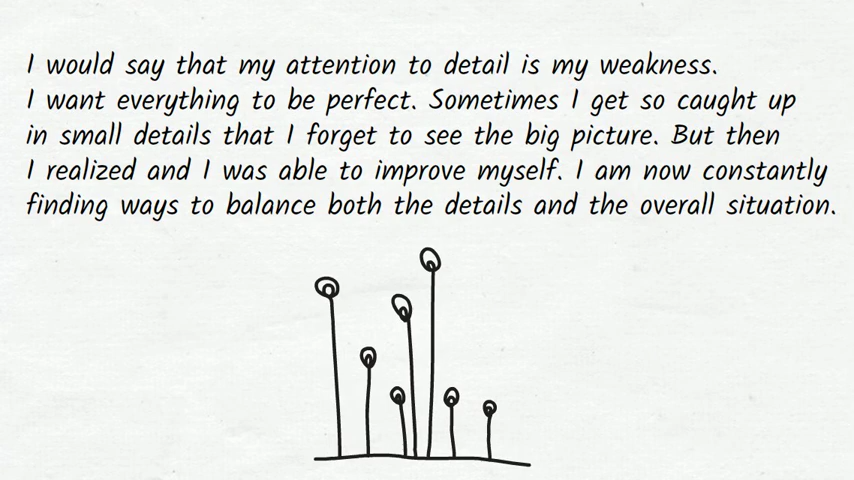 I would say that my attention to detail is my weakness.
I want everything to be perfect. Sometimes I get so caught up
in small details that I forget to see the big picture. But then
I realized and I was able to improve myself. I am now constantly
finding ways to balance both the details and the overall situation.